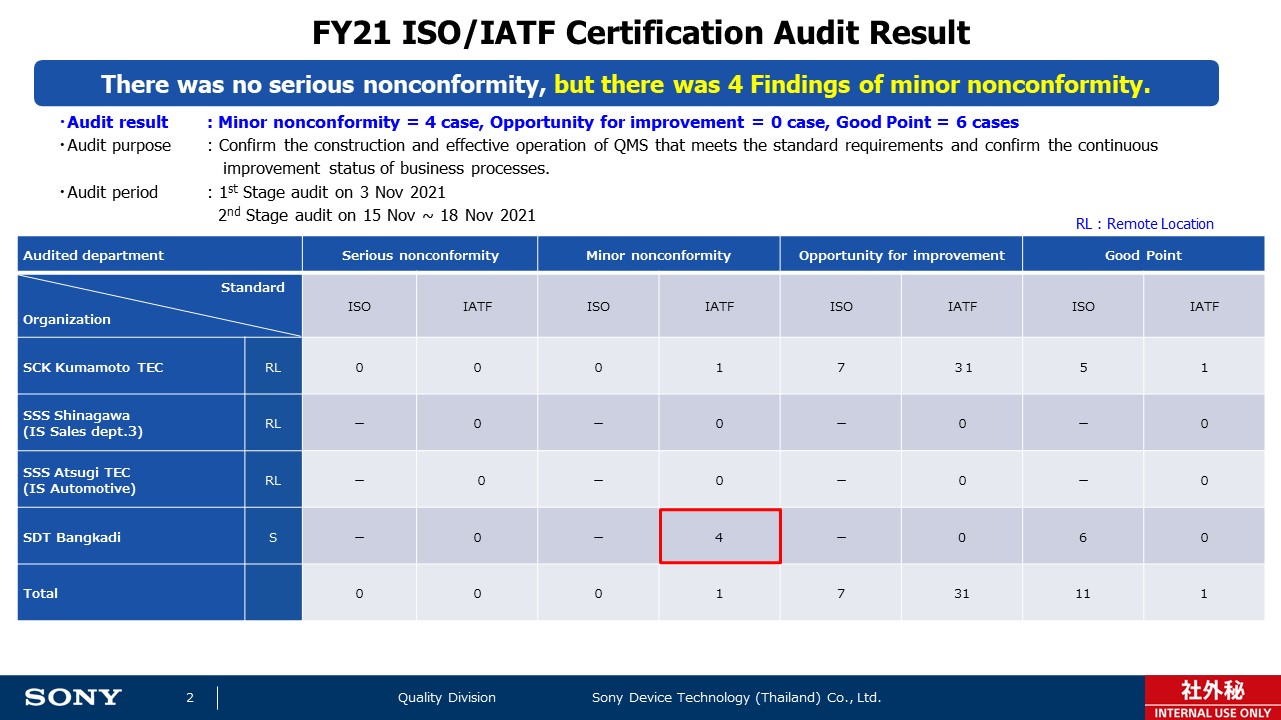 FY21 ISO/IATF Certification Audit Result
There was no serious nonconformity, but there was 4 Findings of minor nonconformity.
・Audit result : Minor nonconformity = 4 case, Opportunity for improvement = 0 case, Good Point = 6 cases
・Audit purpose : Confirm the construction and effective operation of QMS that meets the standard requirements and confirm the continuous
improvement status of business processes.
・Audit period : 1st Stage audit on 3 Nov 2021
2nd Stage audit on 15 Nov ~ 18 Nov 2021
RL : Remote Location
Audited department Serious nonconformity Minor nonconformity Opportunity for improvement Good Point
Standard
Organization ISO IATF ISO IATF ISO IATF ISO IATF
SCK Kumamoto TEC RL 0 0 0 1 7 31 5 1
SSS Shinagawa
(IS Sales dept.3) RL － 0 － 0 － 0 － 0
SSS Atsugi TEC
(IS Automotive) RL － 0 － 0 － 0 － 0
SDT Bangkadi S － 0 － 4 － 0 6 0
Total 0 0 0 1 7 31 11 1
SONY 2 Quality Division Sony Device Technology (Thailand) Co., Ltd.
社外秘
INTERNAL USE ONLY